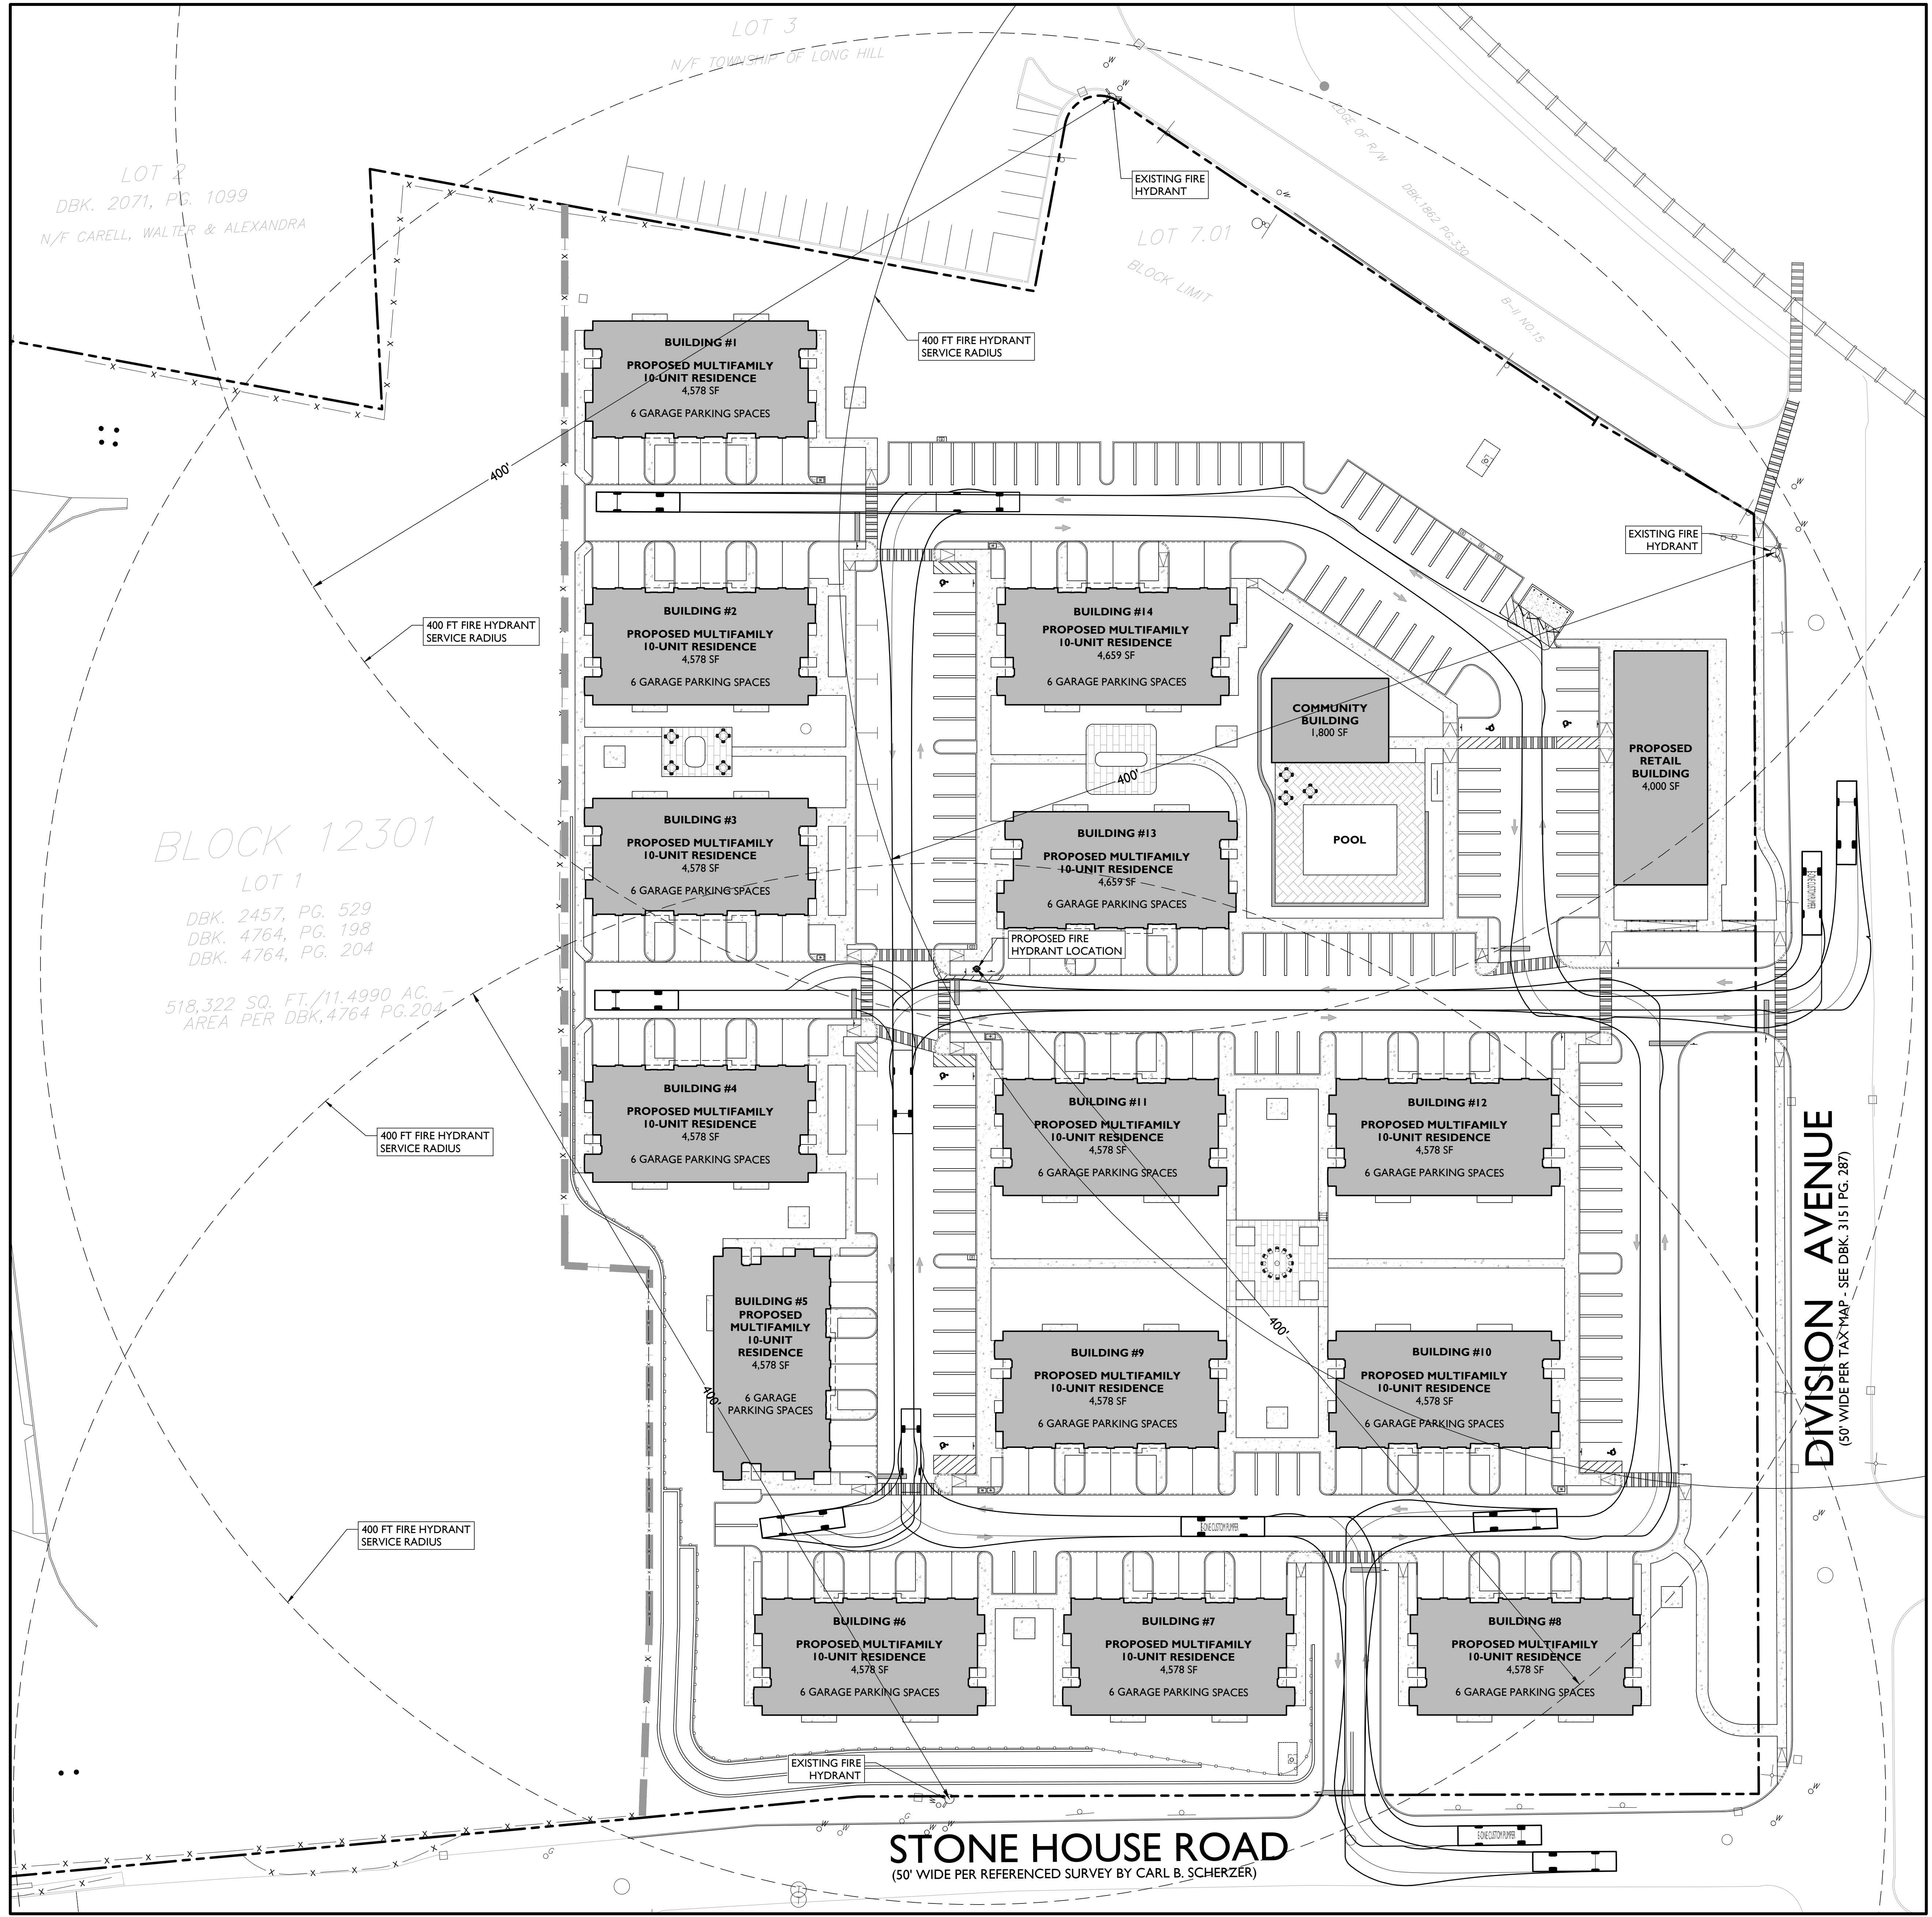 LOT 3
N/F TOWNSHIP OF LONG HILL
LOT 2
DBK. 2071, PG. 1099
N/F CARELL, WALTER & ALEXANDRA
EXISTING FIRE
HYDRANT
LOT 7.01
BLOCK LIMIT
EDGE OF R/W
DBK.1862 PG.330
B-II NO.15
400 FT FIRE HYDRANT
SERVICE RADIUS
BUILDING #1
PROPOSED MULTIFAMILY
10-UNIT RESIDENCE
4,578 SF
6 GARAGE PARKING SPACES
400'
EXISTING FIRE
HYDRANT
400 FT FIRE HYDRANT
SERVICE RADIUS
BUILDING #2
PROPOSED MULTIFAMILY
10-UNIT RESIDENCE
4,578 SF
6 GARAGE PARKING SPACES
BUILDING #14
PROPOSED MULTIFAMILY
10-UNIT RESIDENCE
4,659 SF
6 GARAGE PARKING SPACES
COMMUNITY
BUILDING
1,800 SF
PROPOSED
RETAIL
BUILDING
4,000 SF
400'
BUILDING #3
PROPOSED MULTIFAMILY
10-UNIT RESIDENCE
4,578 SF
6 GARAGE PARKING SPACES
BUILDING #13
PROPOSED MULTIFAMILY
10-UNIT RESIDENCE
4,659 SF
6 GARAGE PARKING SPACES
POOL
E-ONE CUSTOM PUMPER
BLOCK 12301
LOT 1
DBK. 2457, PG. 529
DBK. 4764, PG. 198
DBK. 4764, PG. 204
518,322 SQ. FT./11.4990 AC. –
AREA PER DBK,4764 PG.204
PROPOSED FIRE
HYDRANT LOCATION
BUILDING #4
PROPOSED MULTIFAMILY
10-UNIT RESIDENCE
4,578 SF
6 GARAGE PARKING SPACES
BUILDING #11
PROPOSED MULTIFAMILY
10-UNIT RESIDENCE
4,578 SF
6 GARAGE PARKING SPACES
BUILDING #12
PROPOSED MULTIFAMILY
10-UNIT RESIDENCE
4,578 SF
6 GARAGE PARKING SPACES
400 FT FIRE HYDRANT
SERVICE RADIUS
DIVISION AVENUE
(50' WIDE PER TAX MAP - SEE DBK. 3151 PG. 287)
BUILDING #5
PROPOSED
MULTIFAMILY
10-UNIT
RESIDENCE
4,578 SF
6 GARAGE
PARKING SPACES
400'
BUILDING #9
PROPOSED MULTIFAMILY
10-UNIT RESIDENCE
4,578 SF
6 GARAGE PARKING SPACES
400'
BUILDING #10
PROPOSED MULTIFAMILY
10-UNIT RESIDENCE
4,578 SF
6 GARAGE PARKING SPACES
400 FT FIRE HYDRANT
SERVICE RADIUS
E-ONE CUSTOM PUMPER
BUILDING #6
PROPOSED MULTIFAMILY
10-UNIT RESIDENCE
4,578 SF
6 GARAGE PARKING SPACES
BUILDING #7
PROPOSED MULTIFAMILY
10-UNIT RESIDENCE
4,578 SF
6 GARAGE PARKING SPACES
BUILDING #8
PROPOSED MULTIFAMILY
10-UNIT RESIDENCE
4,578 SF
6 GARAGE PARKING SPACES
EXISTING FIRE
HYDRANT
E-ONE CUSTOM PUMPER
STONE HOUSE ROAD
(50' WIDE PER REFERENCED SURVEY BY CARL B. SCHERZER)